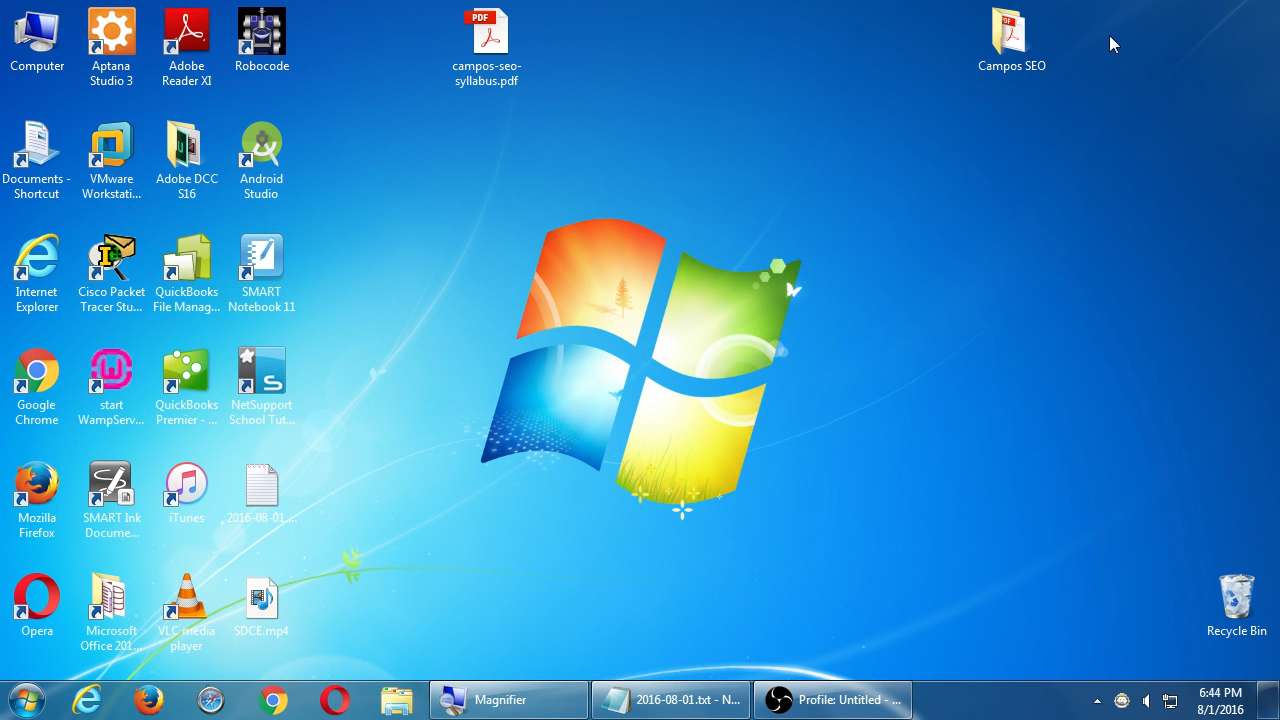 Computer
Aptana
Studio 3
Adobe
Reader XI
Robocode
PDF
campos-seo-
syllabus.pdf
PDF
Campos SEO
Documents -
Shortcut
VMware
Workstati...
Adobe DCC
S16
Android
Studio
Internet
Explorer
Cisco Packet
Tracer Stu...
QuickBooks
File Manag...
SMART
Notebook 11
Google
Chrome
start
WampServ...
QuickBooks
Premier - ...
NetSupport
School Tut...
Mozilla
Firefox
SMART Ink
Docume...
iTunes
2016-08-01....
Opera
Microsoft
Office 201...
VLC media
player
SDCE.mp4
Recycle Bin
Magnifier
2016-08-01.txt - N...
Profile: Untitled - ...
6:44 PM
8/1/2016